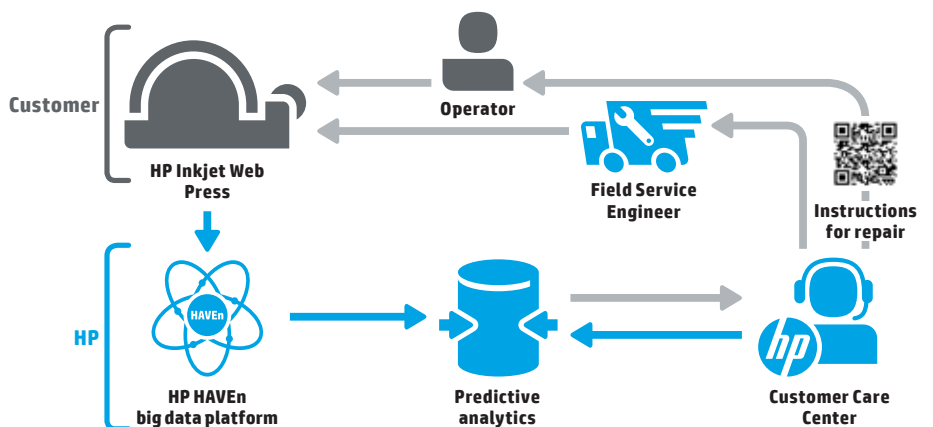 Customer
Operator
HP Inkjet Web
Press
Field Service
Engineer
Instructions
for repair
HP
HAVEn
hp
HP HAVEn
big data platform
Predictive
analytics
Customer Care
Center